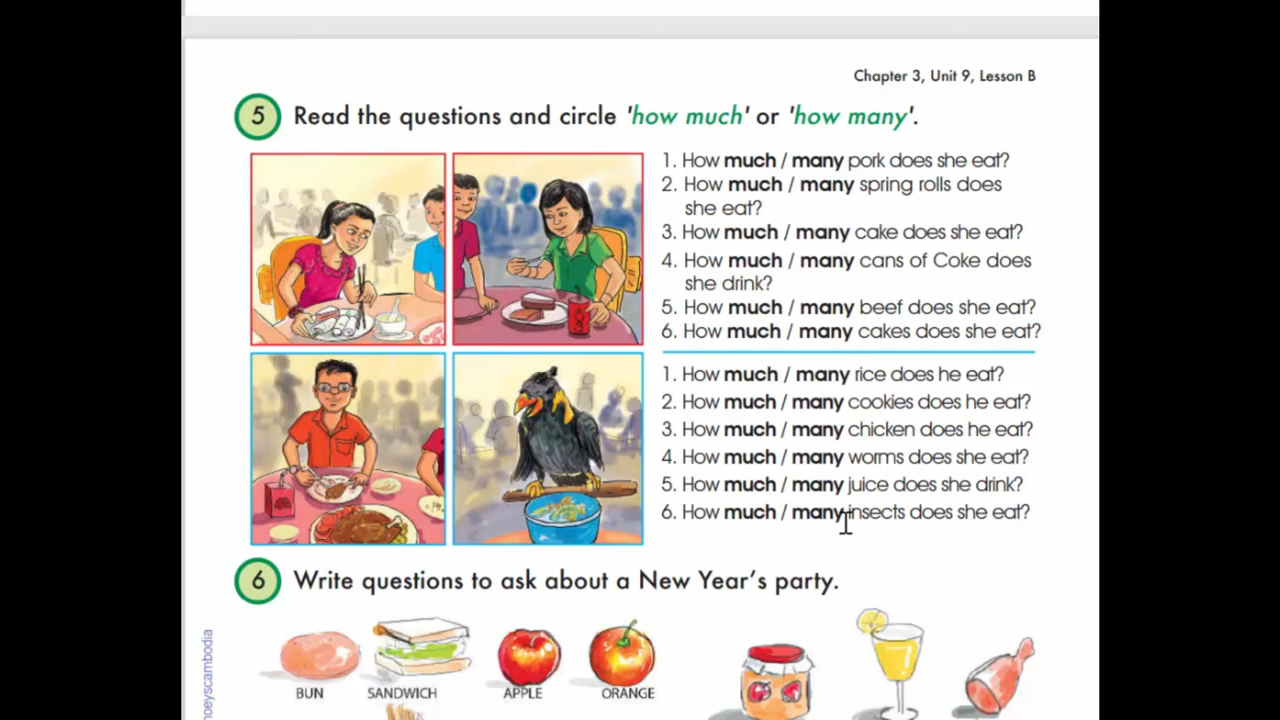 Chapter 3, Unit 9, Lesson B
5 Read the questions and circle 'how much' or 'how many'.
1. How much / many pork does she eat?
2. How much / many spring rolls does
she eat?
3. How much / many cake does she eat?
4. How much / many cans of Coke does
she drink?
5. How much / many beef does she eat?
6. How much / many cakes does she eat?
1. How much / many rice does he eat?
2. How much / many cookies does he eat?
3. How much / many chicken does he eat?
4. How much / many worms does she eat?
5. How much / many juice does she drink?
6. How much / many insects does she eat?
6 Write questions to ask about a New Year's party.
BUN SANDWICH APPLE ORANGE